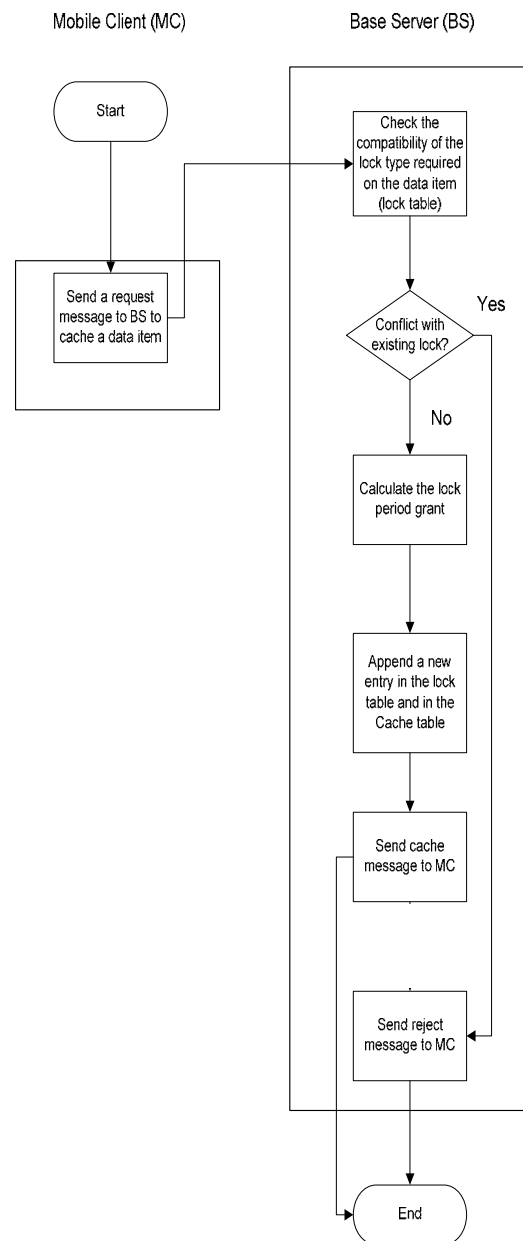 Mobile Client (MC)
Base Server (BS)
Start
Check the
compatibility of the
lock type required
on the data item
(lock table)
Send a request
message to BS to
cache a data item
Conflict with
existing lock?
Yes
No
Calculate the lock
period grant
Append a new
entry in the lock
table and in the
Cache table
Send cache
message to MC
Send reject
message to MC
End